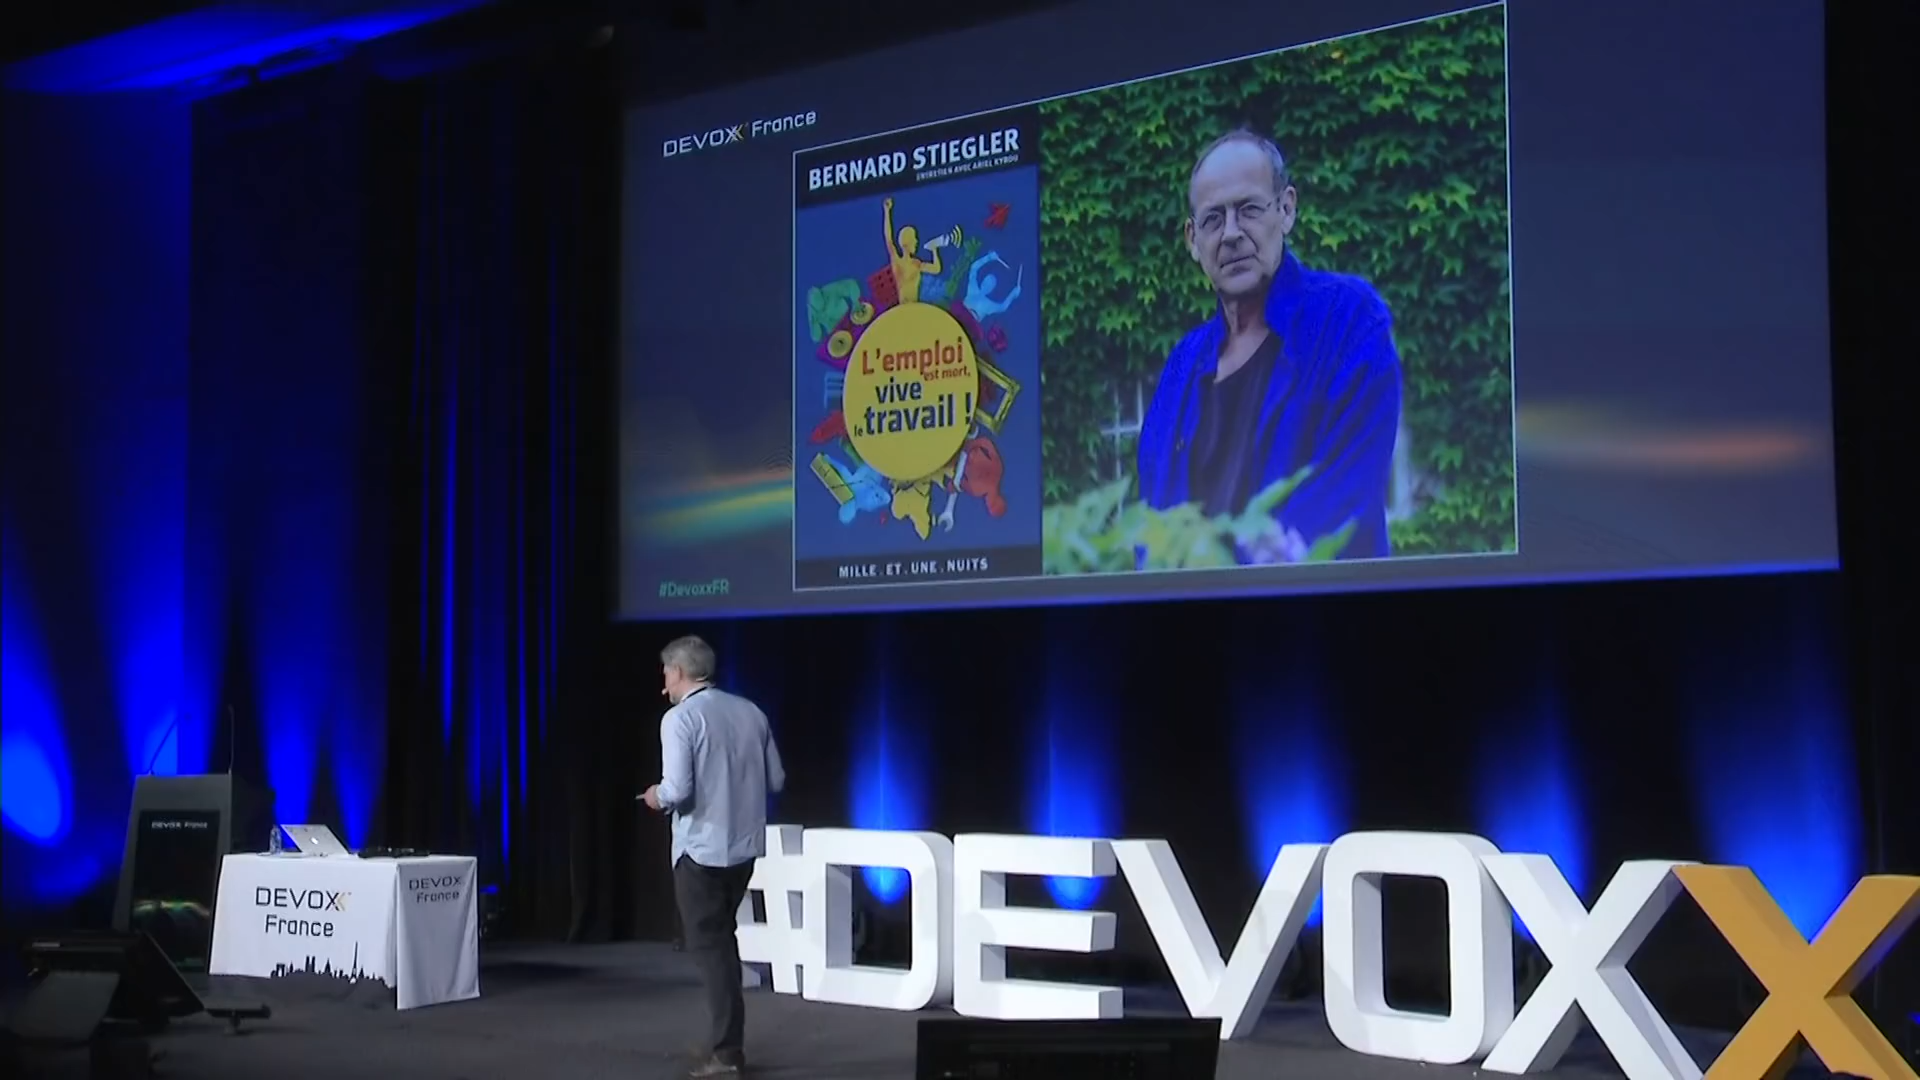 DEVOXX France
BERNARD STIEGLER
ENTRETIEN AVEC ARIEL KYROU
L'emploi
est mort,
vive
le travail !
MILLE . ET . UNE . NUITS
#DevoxxFR
DEVOXX France
DEVOXX
France
DEVOXX
France
#DEVOXX